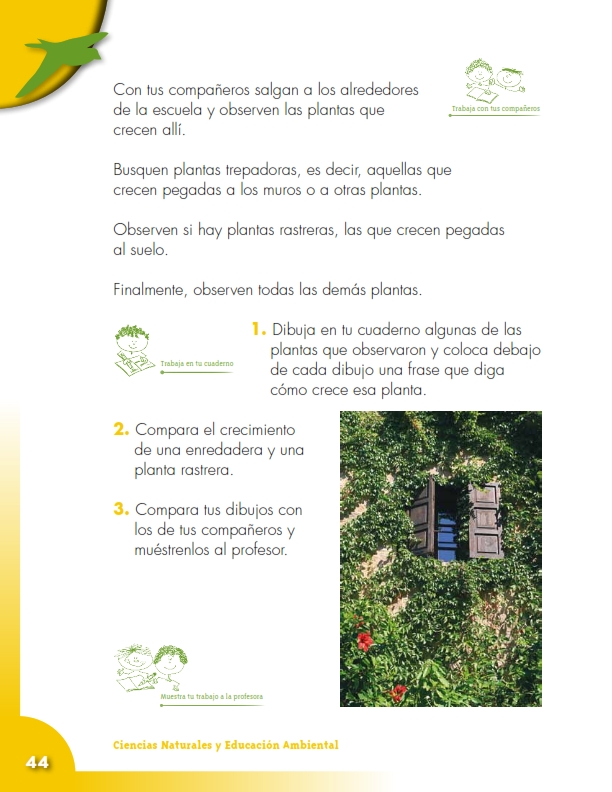 Con tus compañeros salgan a los alrededores
de la escuela y observen las plantas que
crecen allí.
Trabaja con tus compañeros
Busquen plantas trepadoras, es decir, aquellas que
crecen pegadas a los muros o a otras plantas.
Observen si hay plantas rastreras, las que crecen pegadas
al suelo.
Finalmente, observen todas las demás plantas.
Trabaja en tu cuaderno
1. Dibuja en tu cuaderno algunas de las
plantas que observaron y coloca debajo
de cada dibujo una frase que diga
cómo crece esa planta.
2. Compara el crecimiento
de una enredadera y una
planta rastrera.
3. Compara tus dibujos con
los de tus compañeros y
muéstrenlos al profesor.
Muestra tu trabajo a la profesora
Ciencias Naturales y Educación Ambiental
44